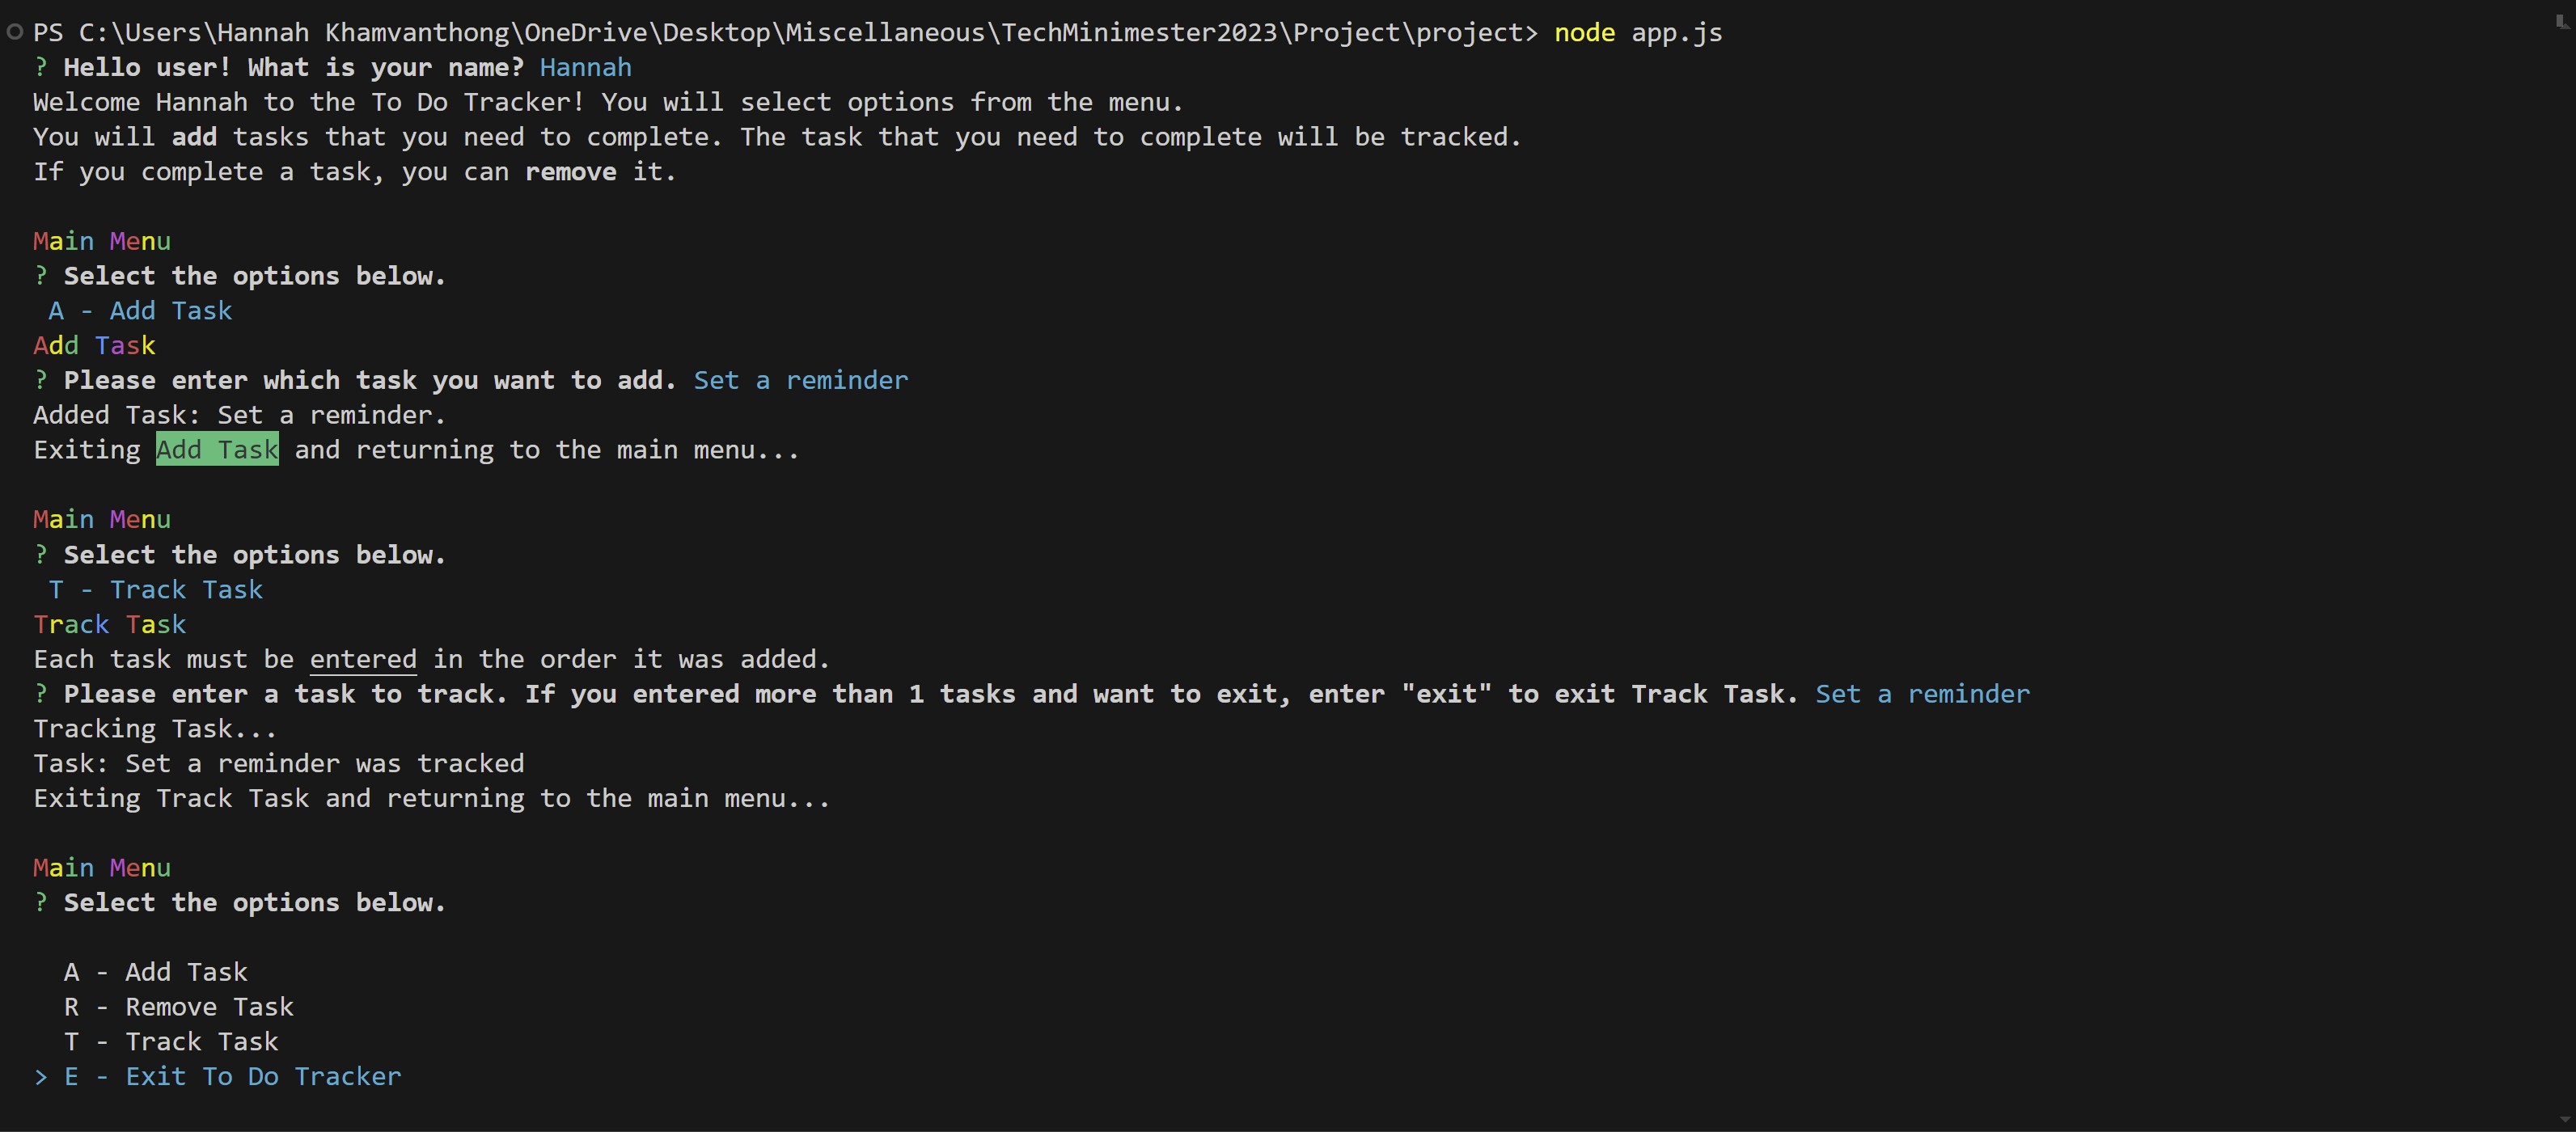 PS C:\Users\Hannah Khamvanthong\OneDrive\Desktop\Miscellaneous\TechMinimester2023\Project\project> node app.js
? Hello user! What is your name? Hannah
Welcome Hannah to the To Do Tracker! You will select options from the menu.
You will add tasks that you need to complete. The task that you need to complete will be tracked.
If you complete a task, you can remove it.
Main Menu
? Select the options below.
A - Add Task
Add Task
? Please enter which task you want to add. Set a reminder
Added Task: Set a reminder.
Exiting Add Task and returning to the main menu...
Main Menu
? Select the options below.
T - Track Task
Track Task
Each task must be entered in the order it was added.
? Please enter a task to track. If you entered more than 1 tasks and want to exit, enter "exit" to exit Track Task. Set a reminder
Tracking Task...
Task: Set a reminder was tracked
Exiting Track Task and returning to the main menu...
Main Menu
? Select the options below.
A - Add Task
R - Remove Task
T - Track Task
> E - Exit To Do Tracker